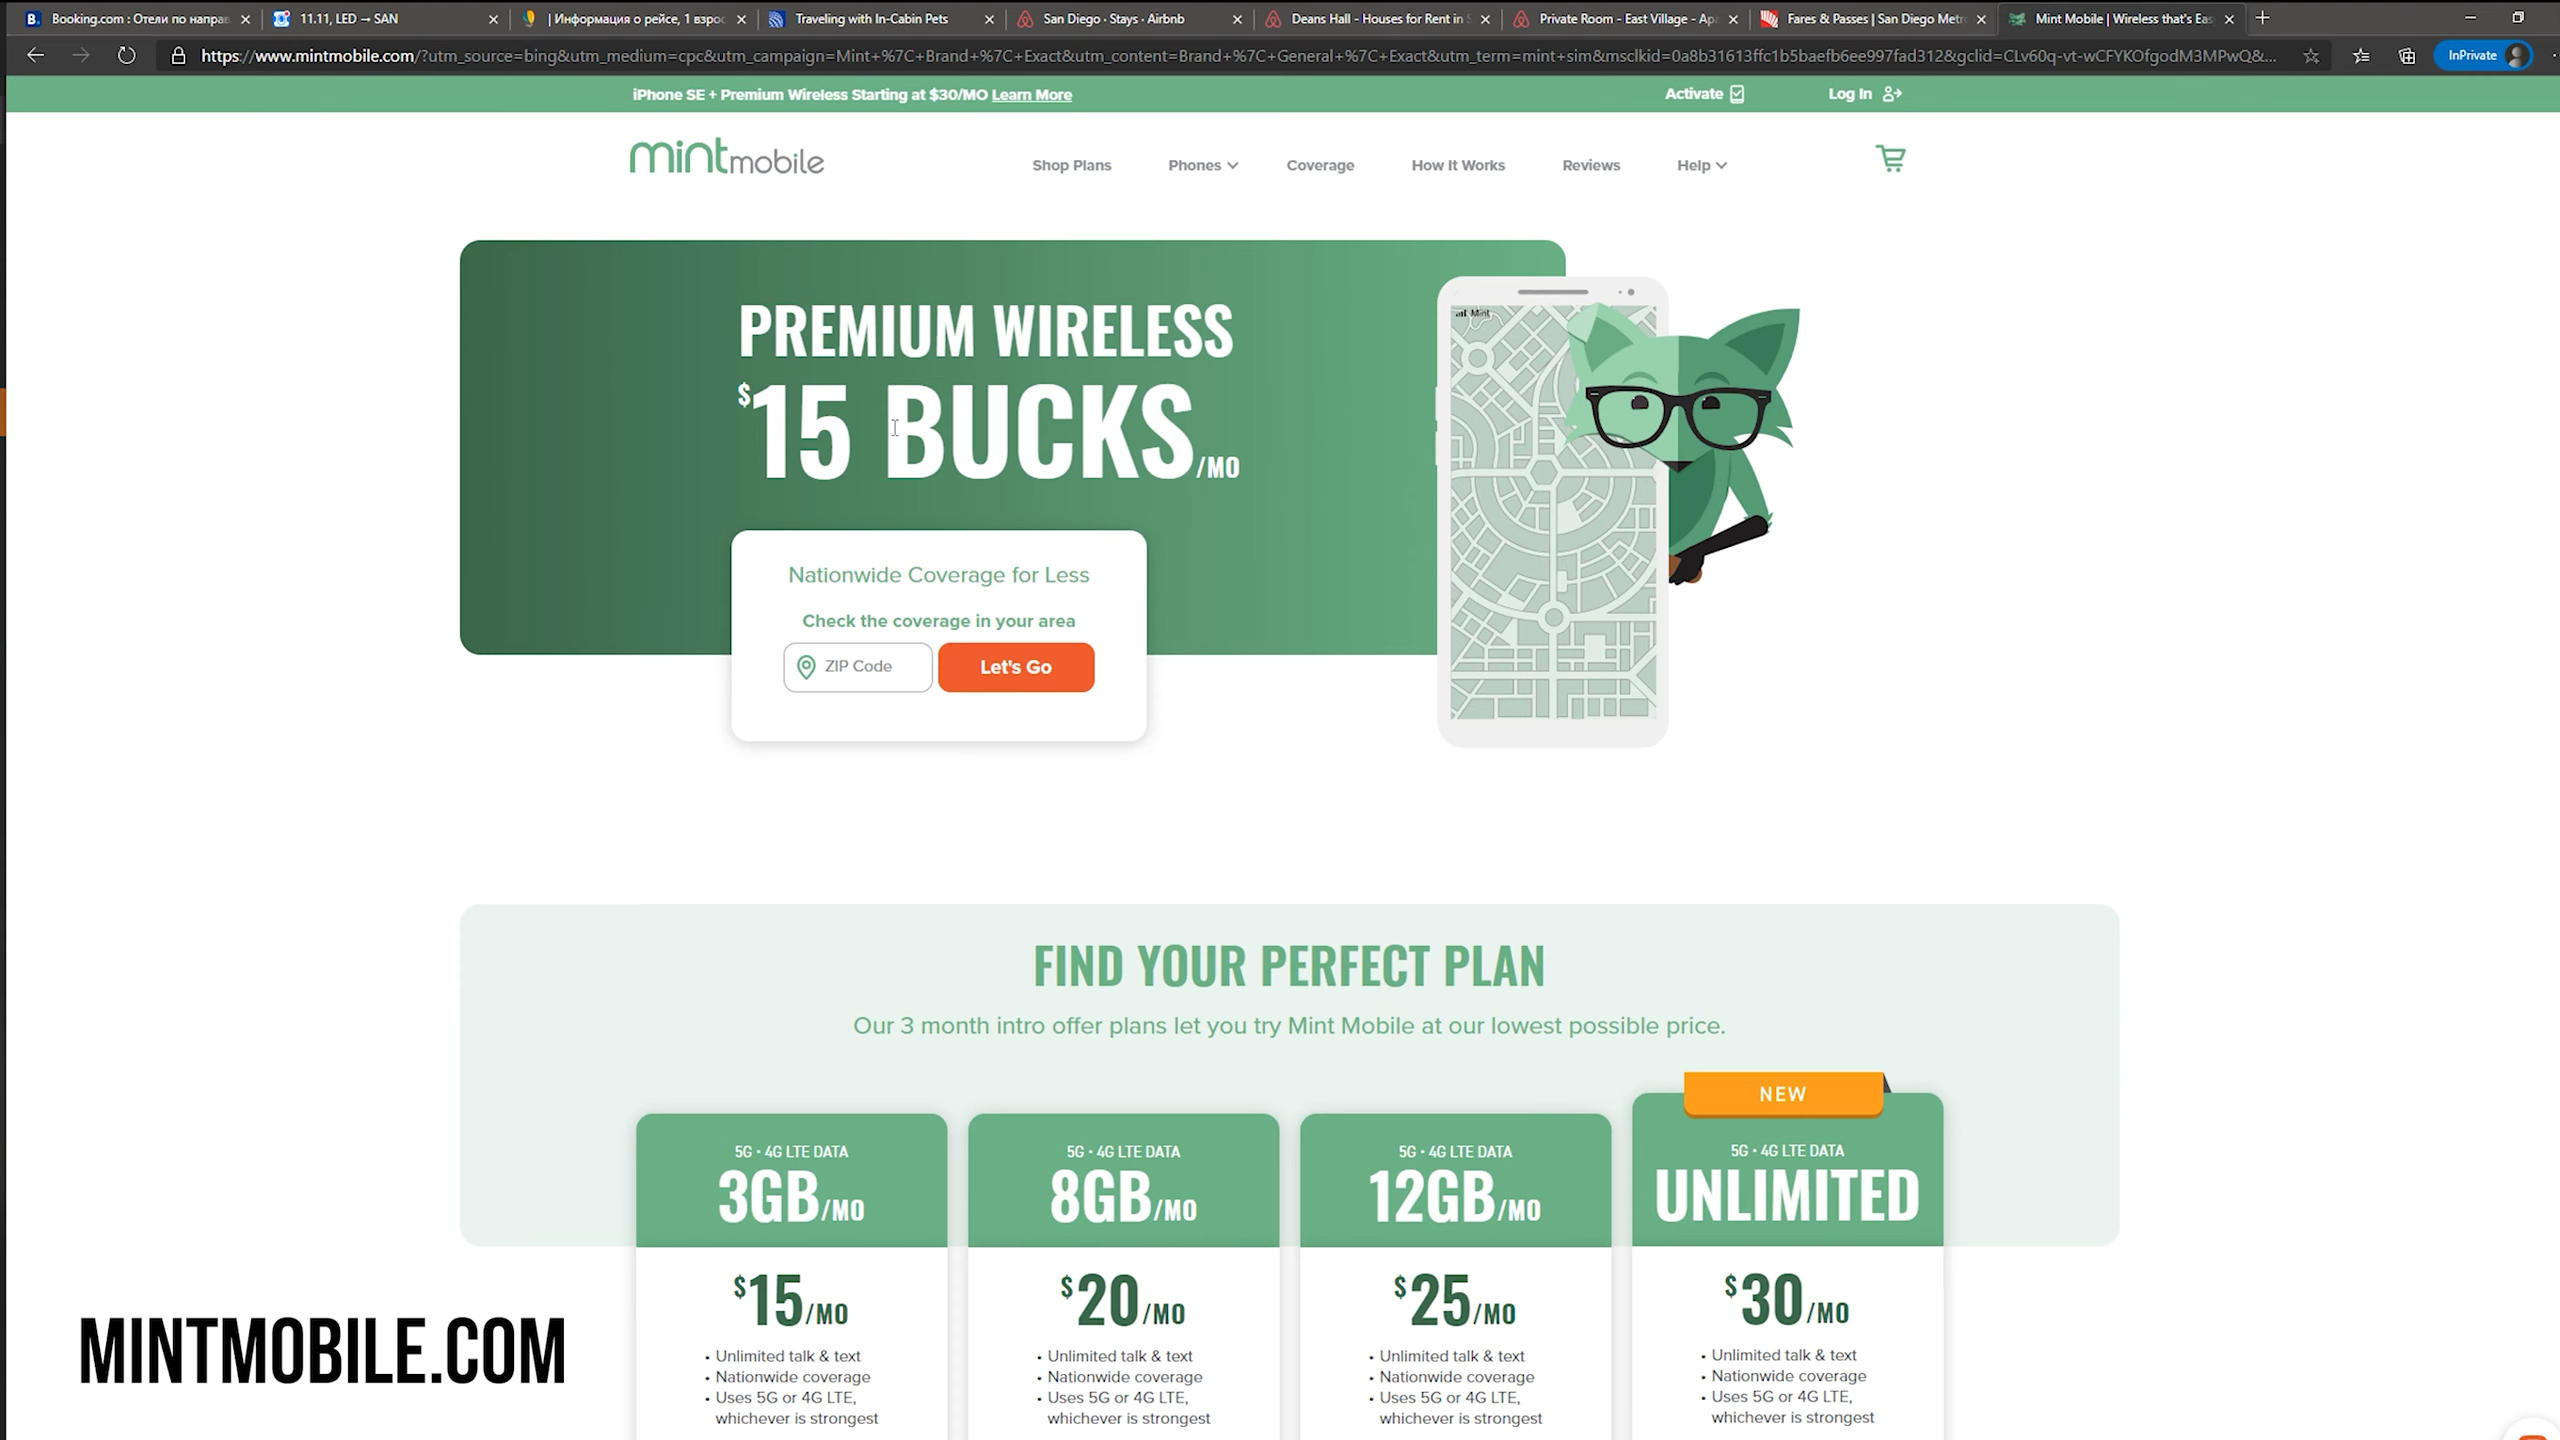 Booking.com : Отели по направ
11.11, LED → SAN
| Информация о рейсе, 1 взрос
Traveling with In-Cabin Pets
San Diego · Stays · Airbnb
Deans Hall - Houses for Rent in S
Private Room - East Village - Apa
Fares & Passes | San Diego Metro
Mint Mobile | Wireless that's Eas
https://www.mintmobile.com/?utm_source=bing&utm_medium=cpc&utm_campaign=Mint+%7C+Brand+%7C+Exact&utm_content=Brand+%7C+General+%7C+Exact&utm_term=mint+sim&msclkid=0a8b31613ffc1b5baefb6ee997fad312&gclid=CLv60q-vt-wCFYKOfgodM3MPwQ&...
InPrivate
iPhone SE + Premium Wireless Starting at $30/MO Learn More
Activate
Log In
mintmobile
Shop Plans
Phones
Coverage
How It Works
Reviews
Help
PREMIUM WIRELESS
$15 BUCKS/MO
Mint
Nationwide Coverage for Less
Check the coverage in your area
ZIP Code
Let's Go
FIND YOUR PERFECT PLAN
Our 3 month intro offer plans let you try Mint Mobile at our lowest possible price.
5G • 4G LTE DATA
3GB/MO
$15/MO
• Unlimited talk & text
• Nationwide coverage
• Uses 5G or 4G LTE,
whichever is strongest
5G • 4G LTE DATA
8GB/MO
$20/MO
• Unlimited talk & text
• Nationwide coverage
• Uses 5G or 4G LTE,
whichever is strongest
5G • 4G LTE DATA
12GB/MO
$25/MO
• Unlimited talk & text
• Nationwide coverage
• Uses 5G or 4G LTE,
whichever is strongest
NEW
5G • 4G LTE DATA
UNLIMITED
$30/MO
• Unlimited talk & text
• Nationwide coverage
• Uses 5G or 4G LTE,
whichever is strongest
MINTMOBILE.COM